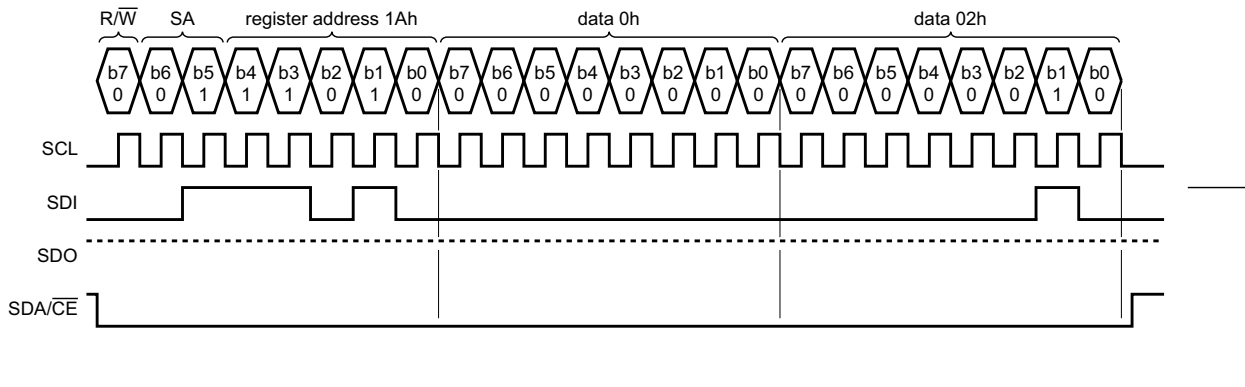 R/W̅ SA register address 1Ah data 0h data 02h
b7 b6 b5 b4 b3 b2 b1 b0 b7 b6 b5 b4 b3 b2 b1 b0 b7 b6 b5 b4 b3 b2 b1 b0
0 0 1 1 1 0 1 0 0 0 0 0 0 0 0 0 0 0 0 0 0 0 1 0
SCL
SDI
SDO
SDA/C̅E̅